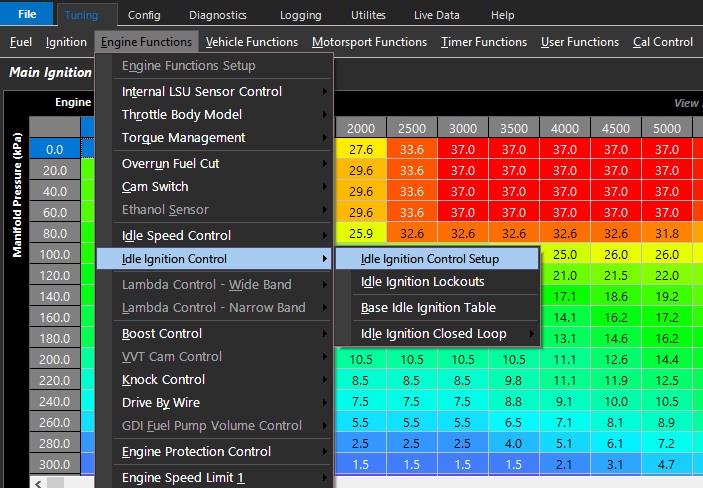 File Tuning Config Diagnostics Logging Utilites Live Data Help
Fuel Ignition Engine Functions Vehicle Functions Motorsport Functions Timer Functions User Functions Cal Control
Main Ignition
Engine Functions Setup
Internal LSU Sensor Control
Throttle Body Model
Torque Management
Overrun Fuel Cut
Cam Switch
Ethanol Sensor
Idle Speed Control
Idle Ignition Control
Lambda Control - Wide Band
Lambda Control - Narrow Band
Boost Control
VVT Cam Control
Knock Control
Drive By Wire
GDI Fuel Pump Volume Control
Engine Protection Control
Engine Speed Limit 1
Idle Ignition Control Setup
Idle Ignition Lockouts
Base Idle Ignition Table
Idle Ignition Closed Loop
Engine View
Manifold Pressure (kPa)
2000 2500 3000 3500 4000 4500 5000
0.0 27.6 33.6 37.0 37.0 37.0 37.0 37.0
20.0 29.6 33.6 37.0 37.0 37.0 37.0 37.0
40.0 29.6 33.6 37.0 37.0 37.0 37.0 37.0
60.0 29.6 33.6 37.0 37.0 37.0 37.0 37.0
80.0 25.9 32.6 32.6 32.6 32.6 32.6 31.8
100.0 25.0 26.0 26.0
120.0 21.0 21.5 22.0
140.0 17.1 18.6 19.2
160.0 14.2 16.2 17.2
180.0 13.1 14.6 16.2
200.0 10.5 10.5 10.5 10.5 11.1 12.6 14.4
220.0 8.5 8.5 8.5 9.8 11.1 11.9 12.5
240.0 7.5 7.5 7.5 8.8 9.1 10.0 10.5
260.0 5.5 5.5 5.5 6.5 7.1 8.1 8.9
280.0 2.5 2.5 2.5 4.0 5.1 6.1 7.2
300.0 1.5 1.5 1.5 1.5 2.1 3.1 4.7